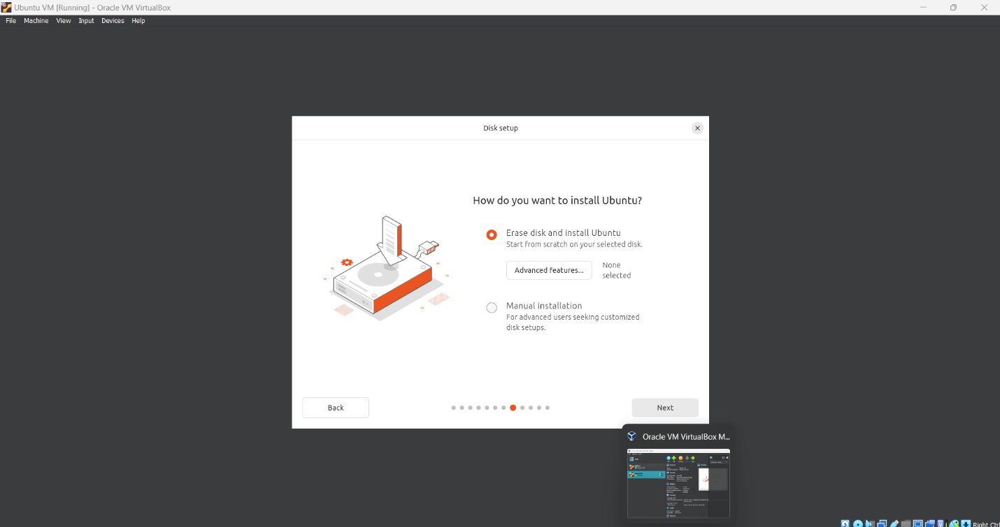 Ubuntu VM [Running] - Oracle VM VirtualBox
File Machine View Input Devices Help
Disk setup
How do you want to install Ubuntu?
Erase disk and install Ubuntu
Start from scratch on your selected disk.
Advanced features...
None
selected
Manual installation
For advanced users seeking customized
disk setups.
Back
Next
Oracle VM VirtualBox M...
Right Ctrl